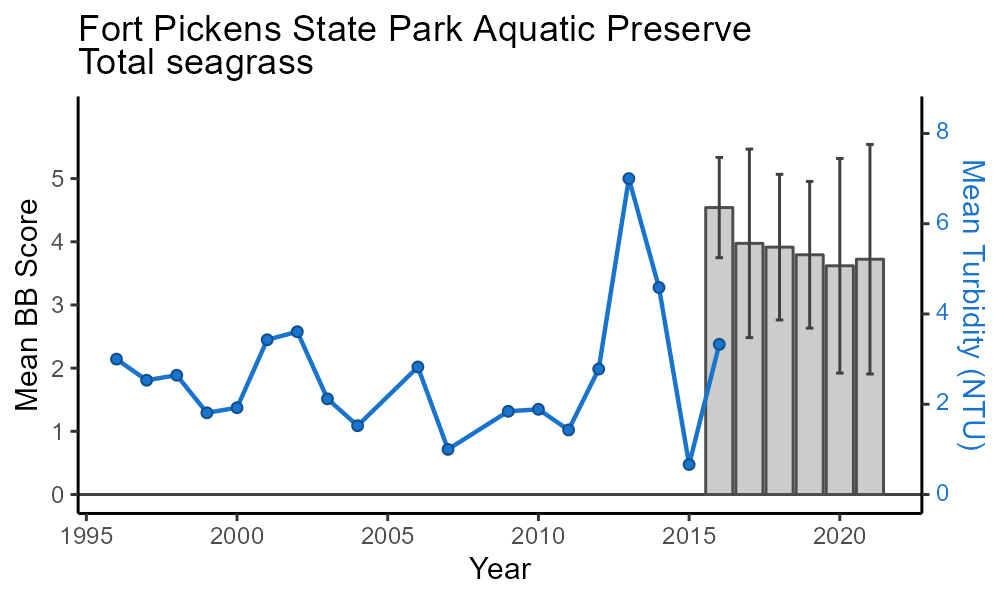 Fort Pickens State Park Aquatic Preserve
Total seagrass
Mean BB Score
5
4
3
2
1
0
8
6
4
2
0
Mean Turbidity (NTU)
1995 2000 2005 2010 2015 2020
Year